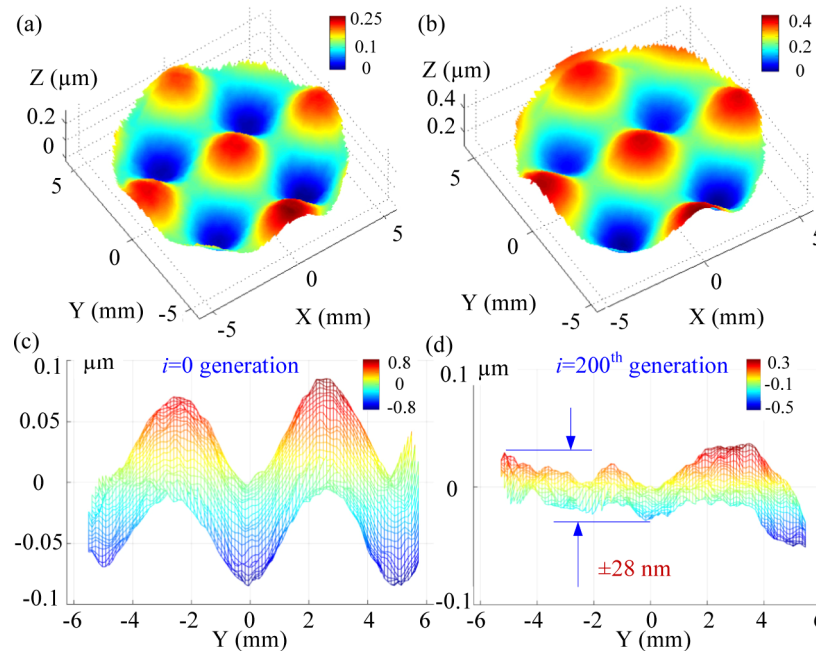 (a)
0.25
0.1
0
Z (μm)
0.2
0
5
0
-5
Y (mm)
-5
0
5
X (mm)
(b)
0.4
0.2
0
Z (μm)
0.4
0.2
5
0
-5
Y (mm)
-5
0
5
X (mm)
(c)
μm
i=0 generation
0.8
0
-0.8
0.1
0.05
0
-0.05
-0.1
-6 -4 -2 0 2 4 6
Y (mm)
(d)
μm
i=200th generation
0.3
-0.1
-0.5
0.1
0
-0.1
±28 nm
-6 -4 -2 0 2 4 6
Y (mm)